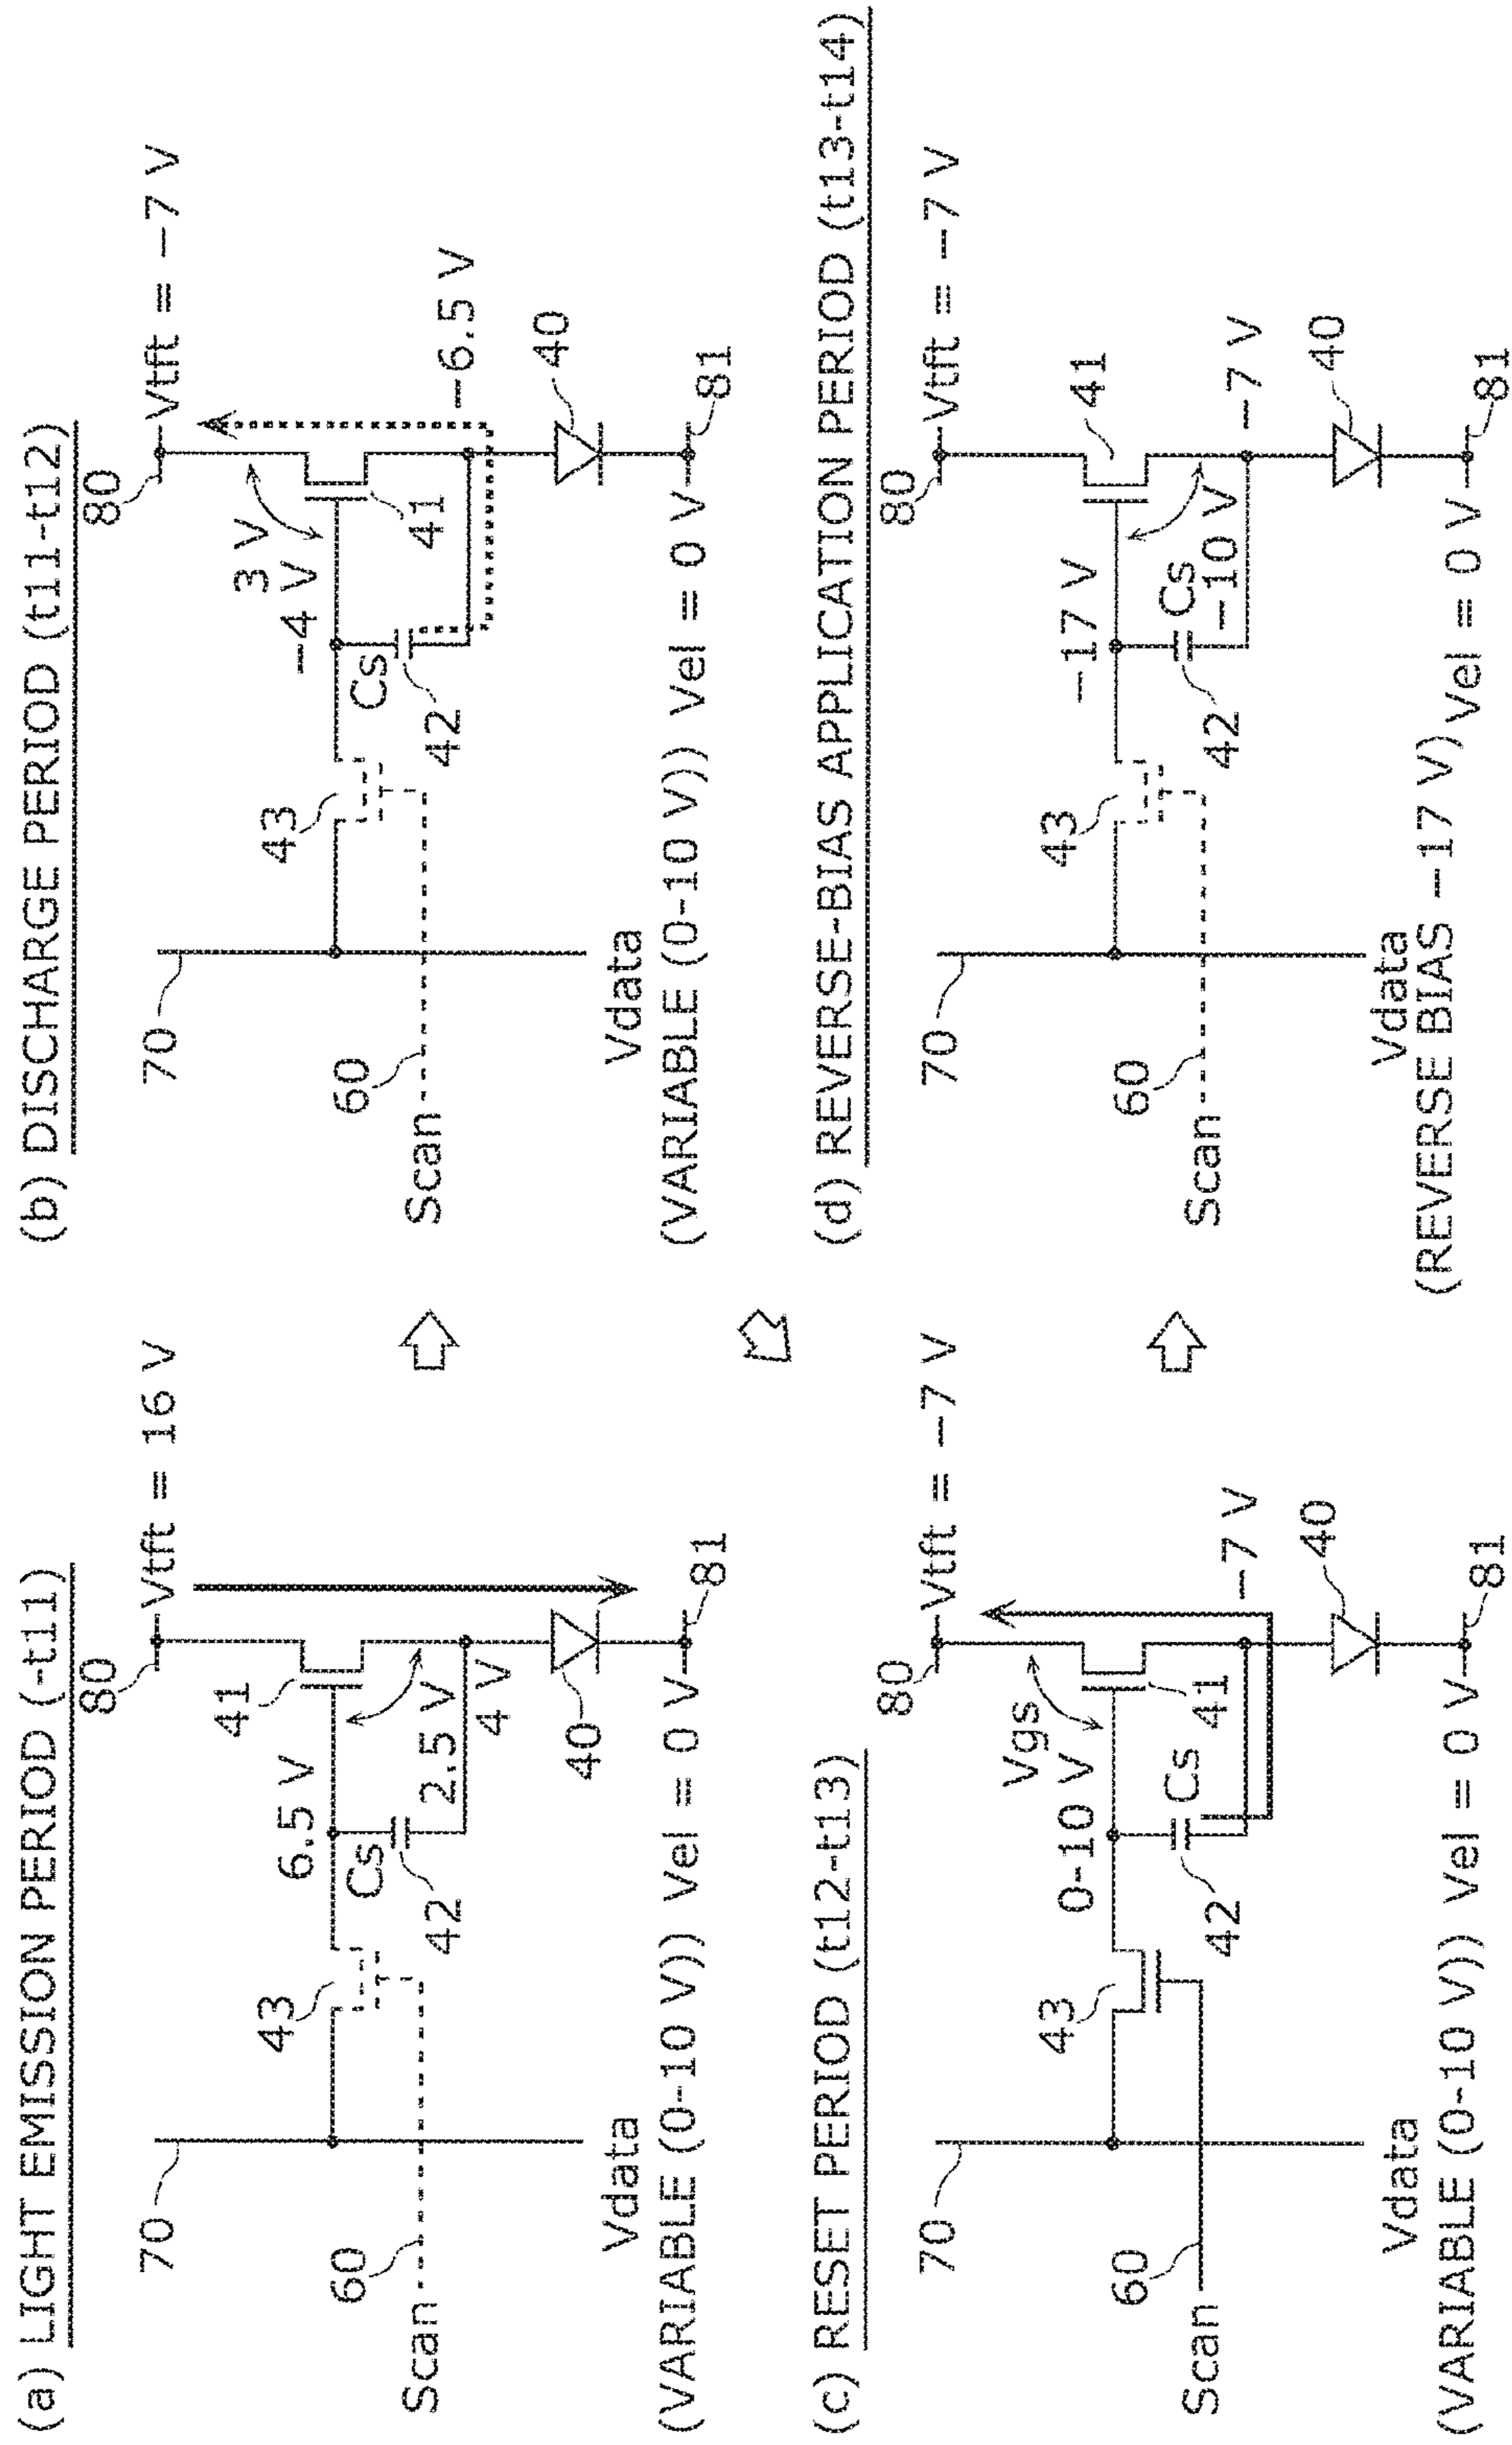 (a) LIGHT EMISSION PERIOD (-t11)
80
Vtft = 16 V
70
41
6.5 V
43
Cs
2.5 V
42
4 V
60
Scan
40
Vdata
(VARIABLE (0-10 V))
Vel = 0 V
81
(b) DISCHARGE PERIOD (t11-t12)
80
Vtft = −7 V
70
3 V
−4 V
43
41
Cs
42
−6.5 V
60
Scan
40
Vdata
(VARIABLE (0-10 V))
Vel = 0 V
81
(c) RESET PERIOD (t12-t13)
80
Vtft = −7 V
70
Vgs
0-10 V
43
41
Cs
42
−7 V
60
Scan
40
Vdata
(VARIABLE (0-10 V))
Vel = 0 V
81
(d) REVERSE-BIAS APPLICATION PERIOD (t13-t14)
80
Vtft = −7 V
70
41
−17 V
43
Cs
−10 V
42
−7 V
60
Scan
40
Vdata
(REVERSE BIAS −17 V)
Vel = 0 V
81